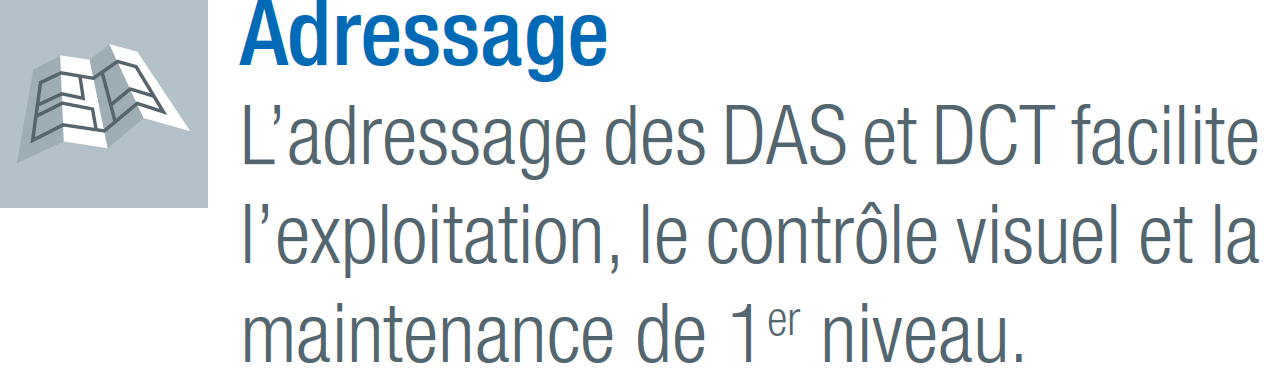 Adressage
L’adressage des DAS et DCT facilite
l’exploitation, le contrôle visuel et la
maintenance de 1er niveau.